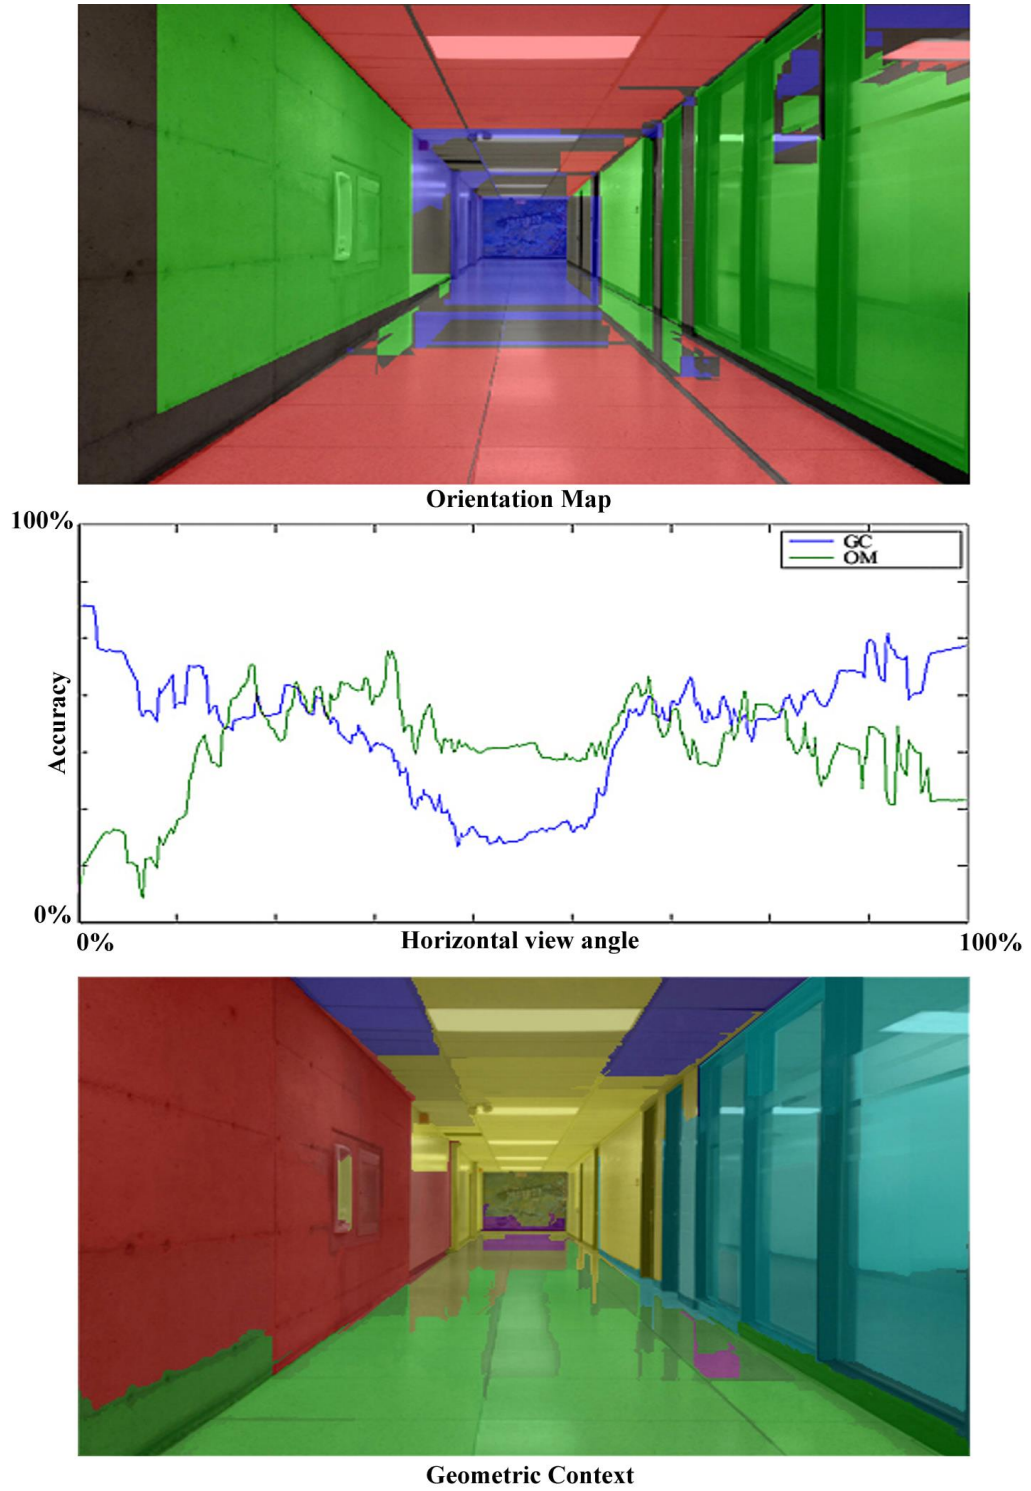 Orientation Map
100%
GC
OM
Accuracy
0%
0%
Horizontal view angle
100%
Geometric Context